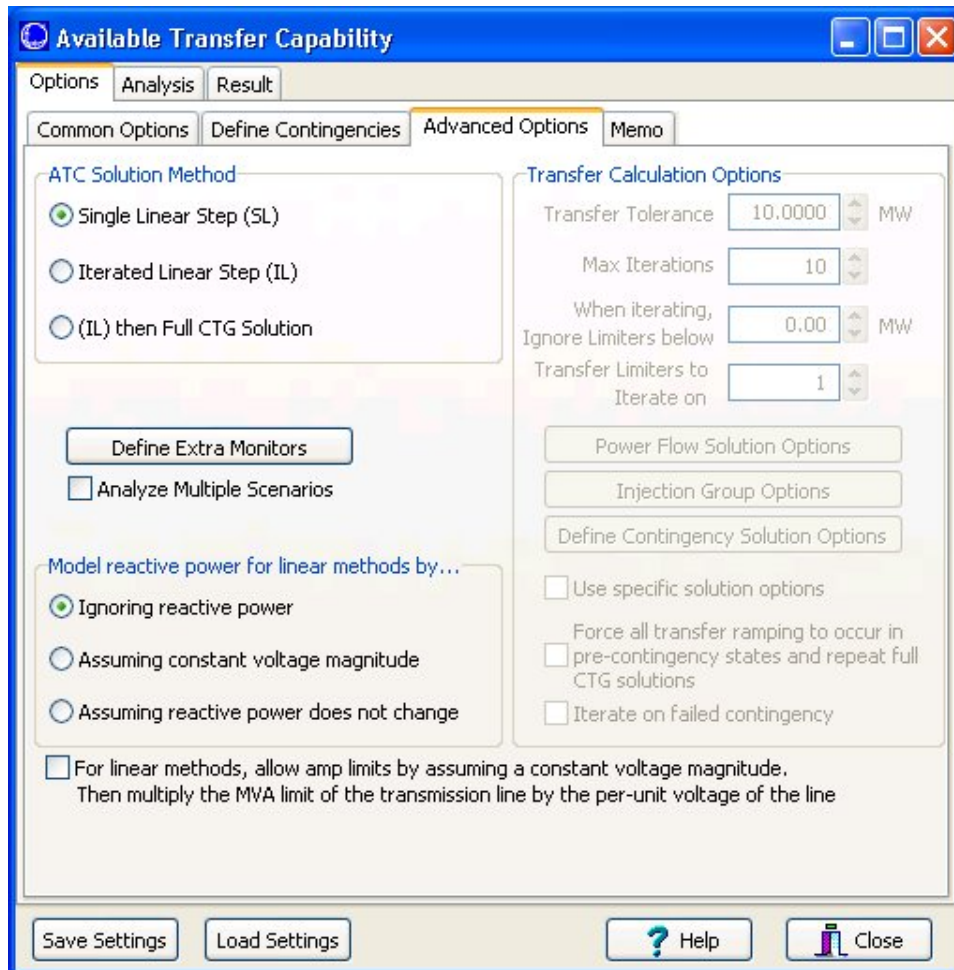 Available Transfer Capability
Options Analysis Result
Common Options Define Contingencies Advanced Options Memo
ATC Solution Method
Single Linear Step (SL)
Iterated Linear Step (IL)
(IL) then Full CTG Solution
Define Extra Monitors
Analyze Multiple Scenarios
Model reactive power for linear methods by...
Ignoring reactive power
Assuming constant voltage magnitude
Assuming reactive power does not change
Transfer Calculation Options
Transfer Tolerance 10.0000 MW
Max Iterations 10
When iterating,
Ignore Limiters below 0.00 MW
Transfer Limiters to
Iterate on 1
Power Flow Solution Options
Injection Group Options
Define Contingency Solution Options
Use specific solution options
Force all transfer ramping to occur in
pre-contingency states and repeat full
CTG solutions
Iterate on failed contingency
For linear methods, allow amp limits by assuming a constant voltage magnitude.
Then multiply the MVA limit of the transmission line by the per-unit voltage of the line
Save Settings Load Settings ? Help Close